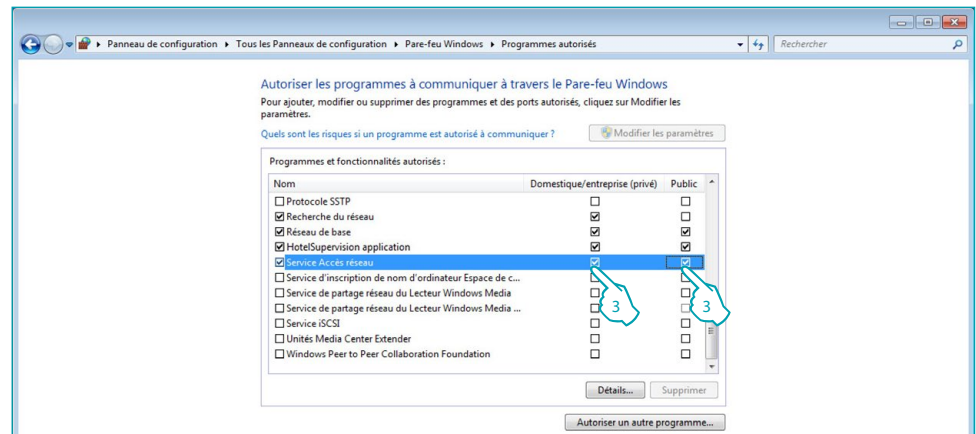 Panneau de configuration ▸ Tous les Panneaux de configuration ▸ Pare-feu Windows ▸ Programmes autorisés
Rechercher
Autoriser les programmes à communiquer à travers le Pare-feu Windows
Pour ajouter, modifier ou supprimer des programmes et des ports autorisés, cliquez sur Modifier les
paramètres.
Quels sont les risques si un programme est autorisé à communiquer ?
Modifier les paramètres
Programmes et fonctionnalités autorisés :
Nom Domestique/entreprise (privé) Public
Protocole SSTP
Recherche du réseau
Réseau de base
HotelSupervision application
Service Accès réseau
Service d'inscription de nom d'ordinateur Espace de c...
Service de partage réseau du Lecteur Windows Media
Service de partage réseau du Lecteur Windows Media ...
3 3
Service iSCSI
Unités Media Center Extender
Windows Peer to Peer Collaboration Foundation
Détails... Supprimer
Autoriser un autre programme...